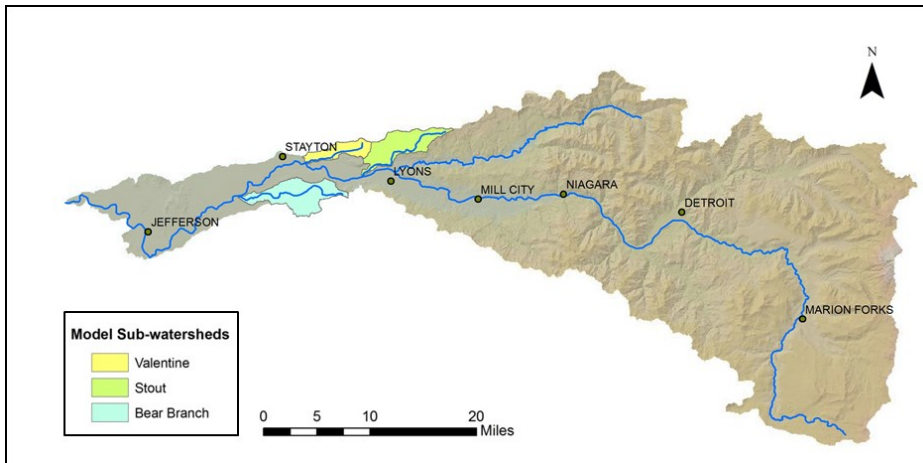 N
STAYTON
LYONS
MILL CITY
NIAGARA
DETROIT
JEFFERSON
MARION FORKS
Model Sub-watersheds
Valentine
Stout
Bear Branch
0 5 10 20
Miles